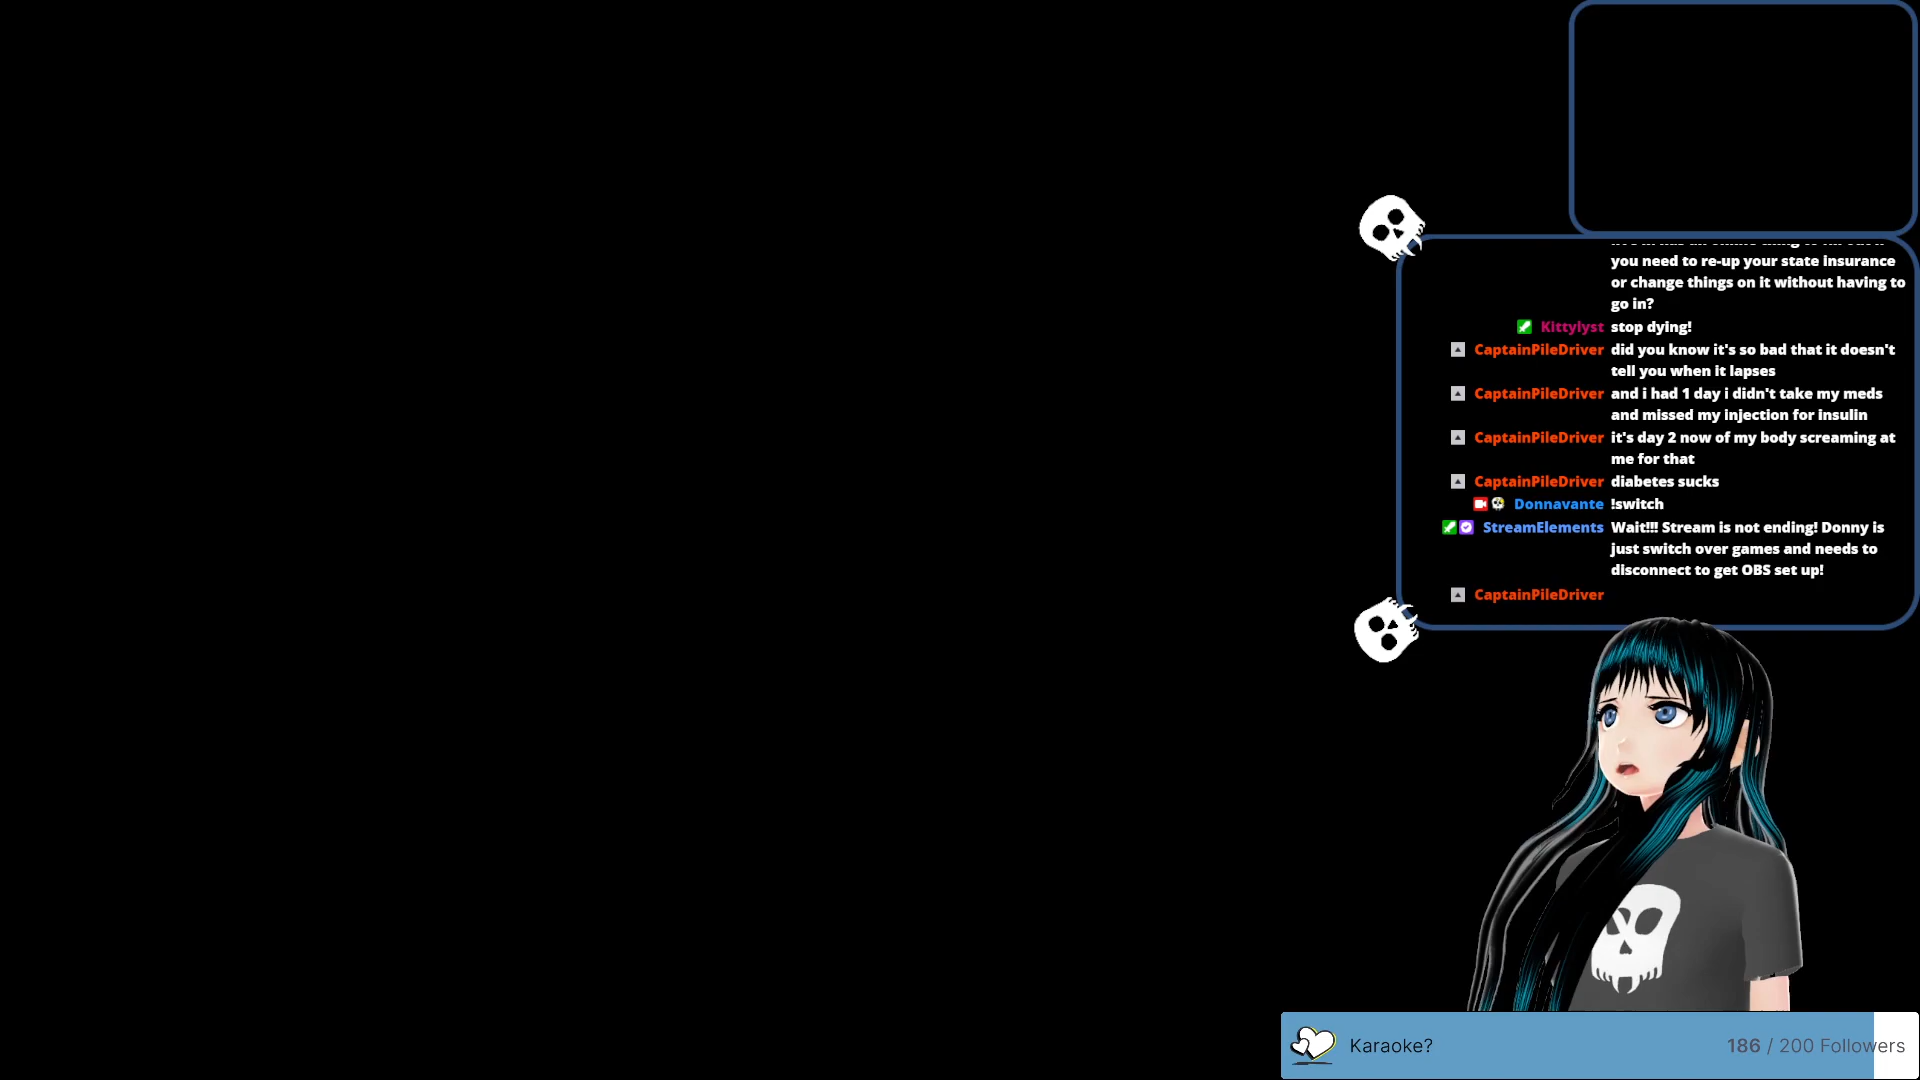 you need to re-up your state insurance
or change things on it without having to
go in?
Kittylyst stop dying!
CaptainPileDriver did you know it's so bad that it doesn't
tell you when it lapses
CaptainPileDriver and i had 1 day i didn't take my meds
and missed my injection for insulin
CaptainPileDriver it's day 2 now of my body screaming at
me for that
CaptainPileDriver diabetes sucks
Donnavante !switch
StreamElements Wait!!! Stream is not ending! Donny is
just switch over games and needs to
disconnect to get OBS set up!
CaptainPileDriver
Karaoke? 186 / 200 Followers